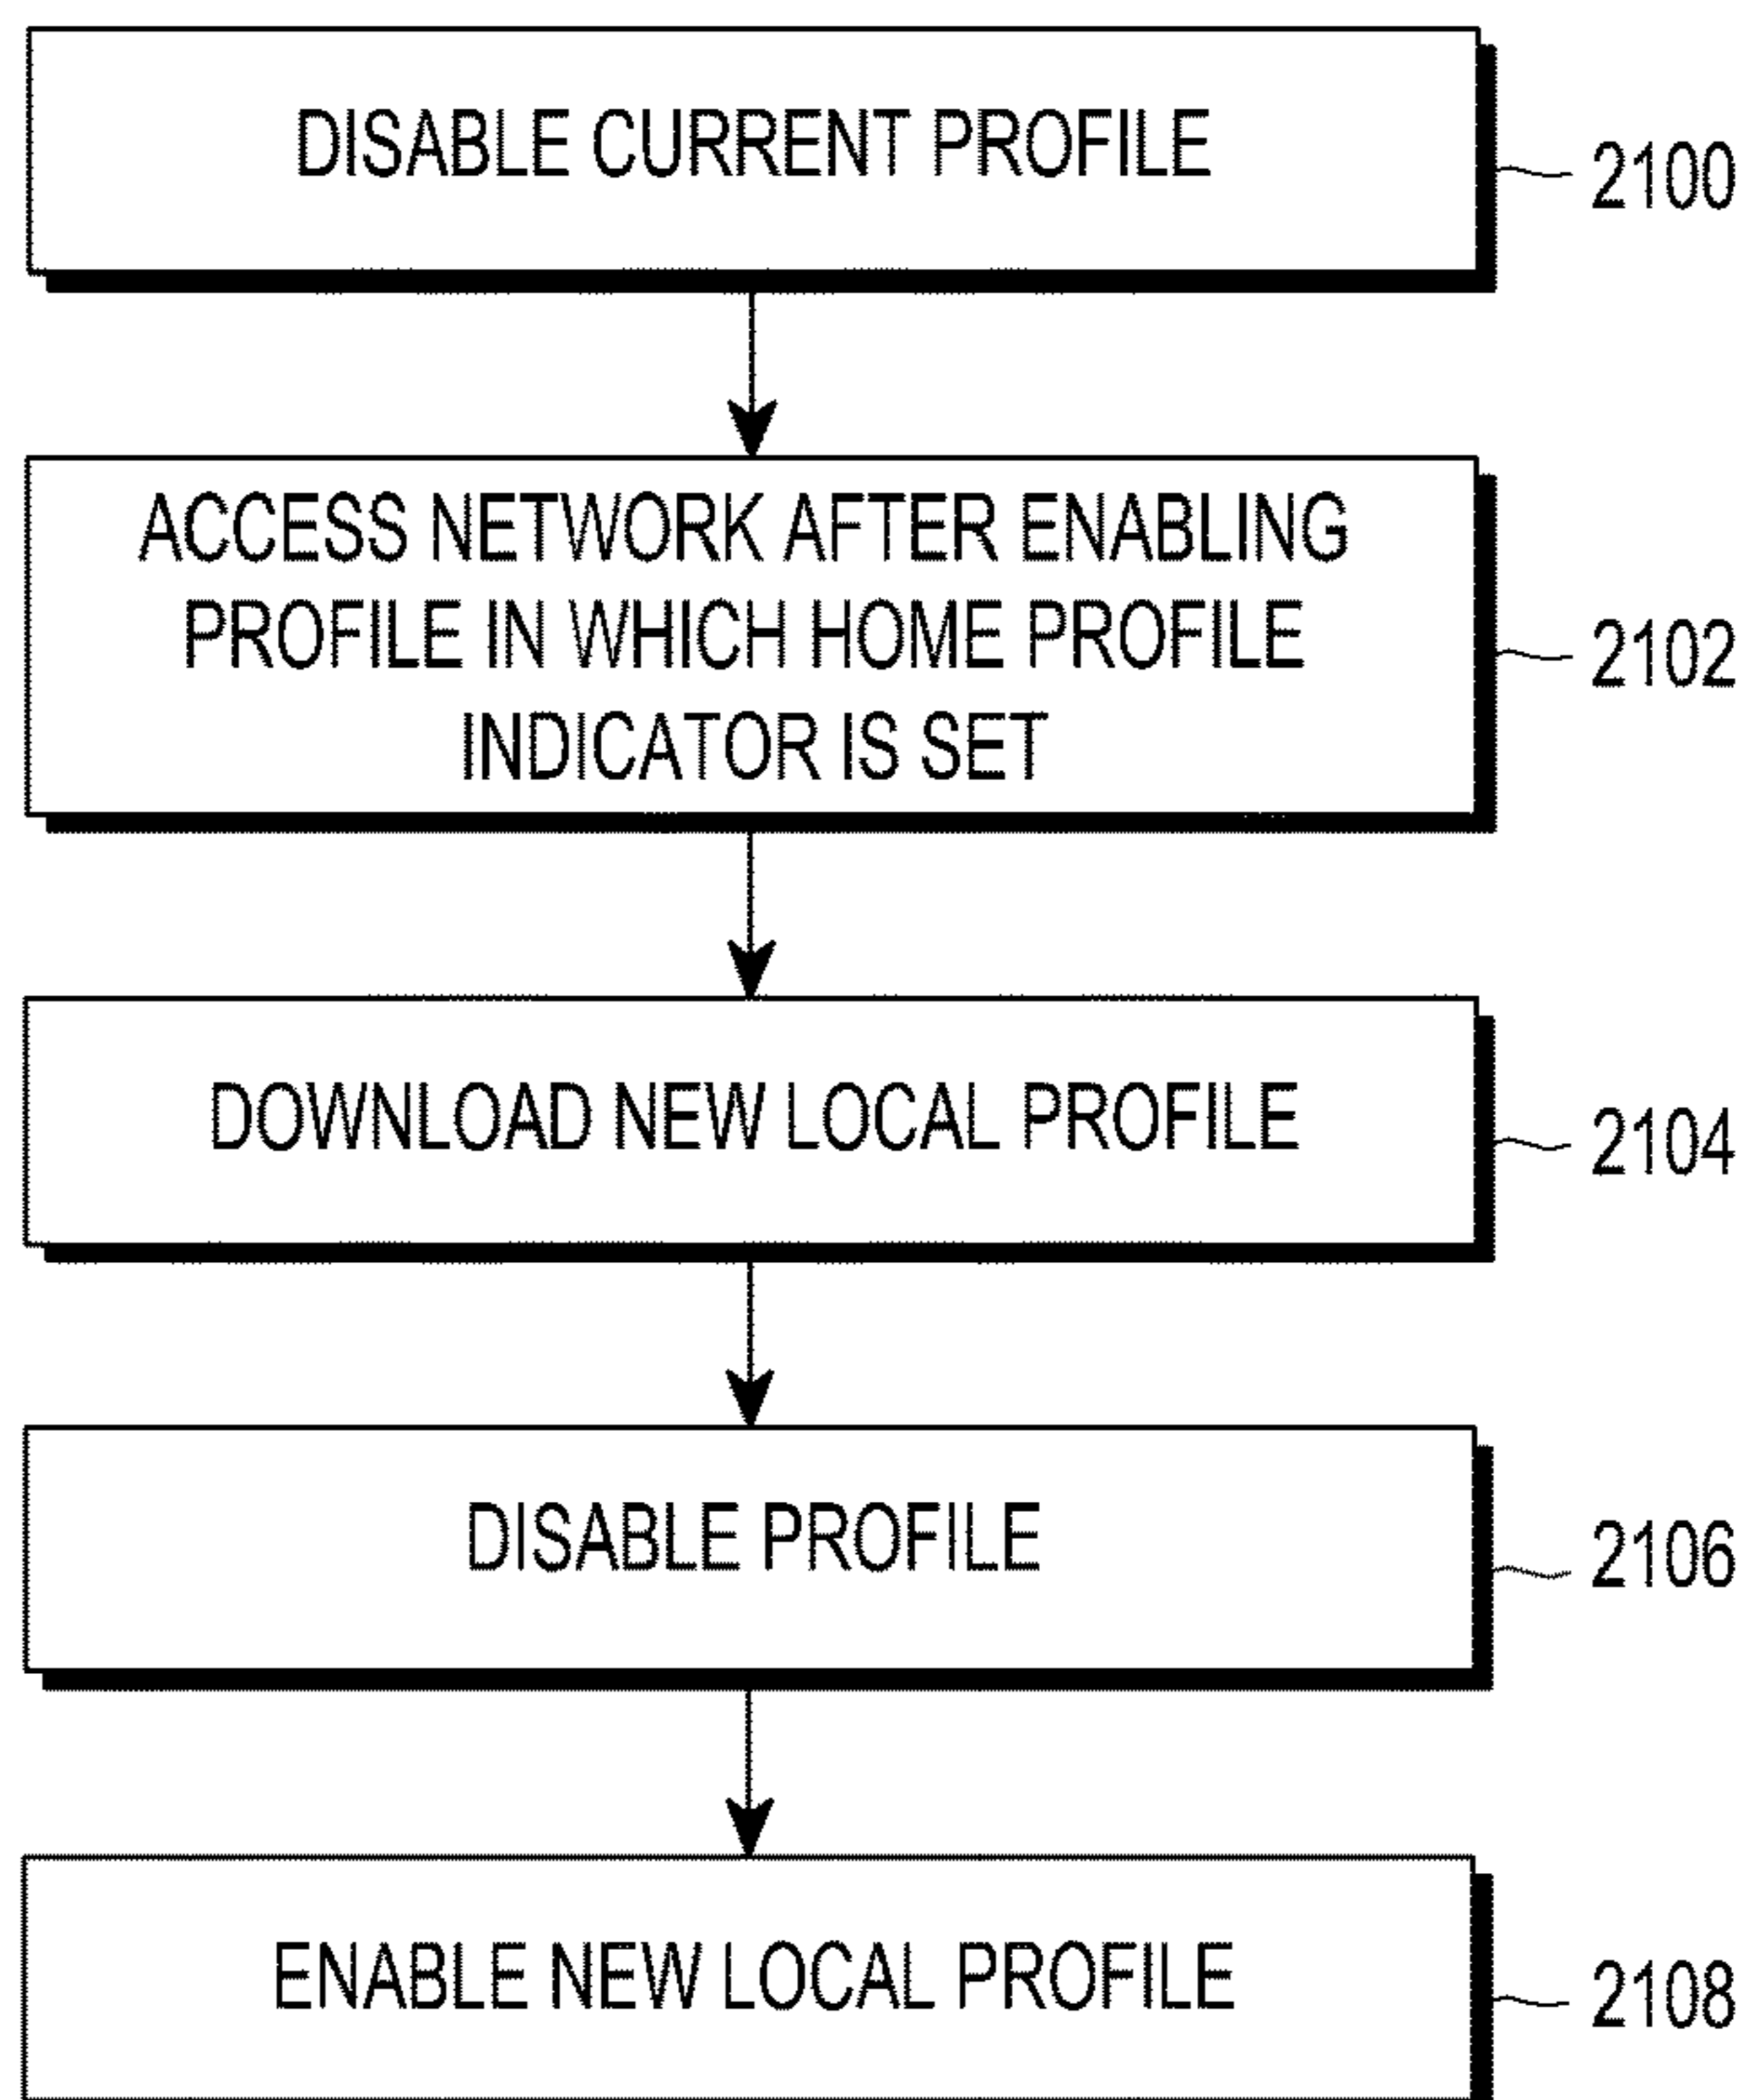 DISABLE CURRENT PROFILE
2100
ACCESS NETWORK AFTER ENABLING
PROFILE IN WHICH HOME PROFILE
INDICATOR IS SET
2102
DOWNLOAD NEW LOCAL PROFILE
2104
DISABLE PROFILE
2106
ENABLE NEW LOCAL PROFILE
2108